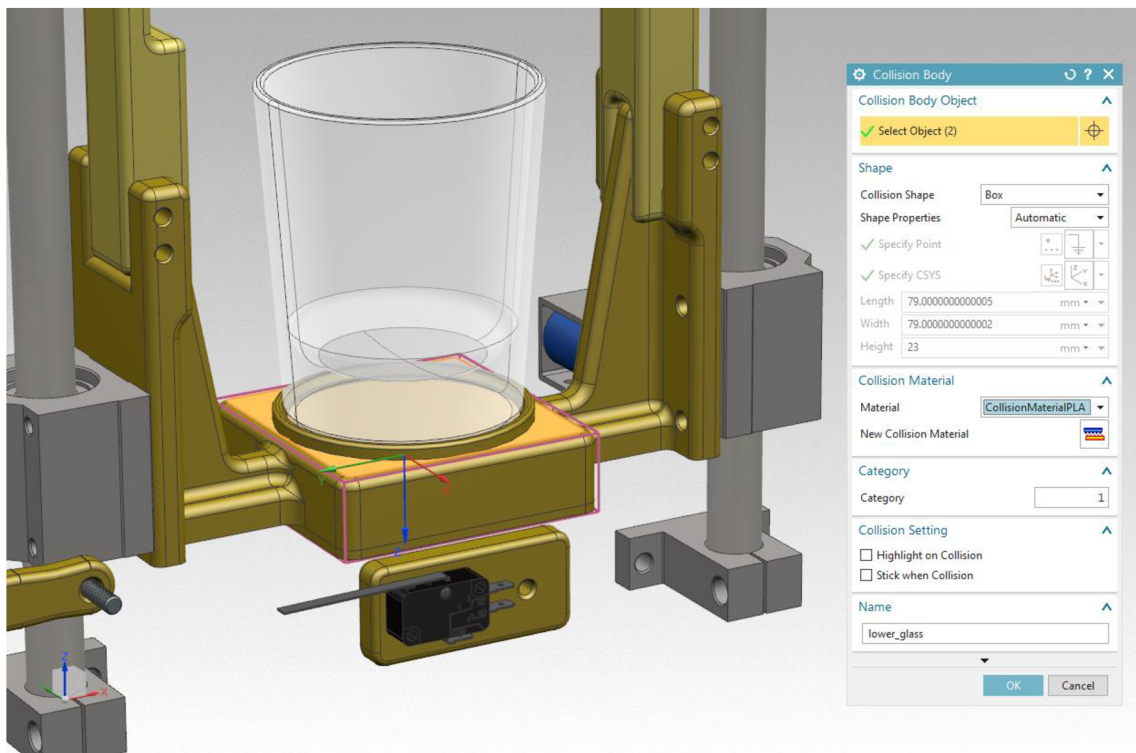 Collision Body
Collision Body Object
Select Object (2)
Shape
Collision Shape Box
Shape Properties Automatic
Specify Point
Specify CSYS
Length 79.0000000000005 mm
Width 79.0000000000002 mm
Height 23 mm
Collision Material
Material CollisionMaterialPLA
New Collision Material
Category
Category 1
Collision Setting
Highlight on Collision
Stick when Collision
Name
lower_glass
OK Cancel
Y
Z
Z
X